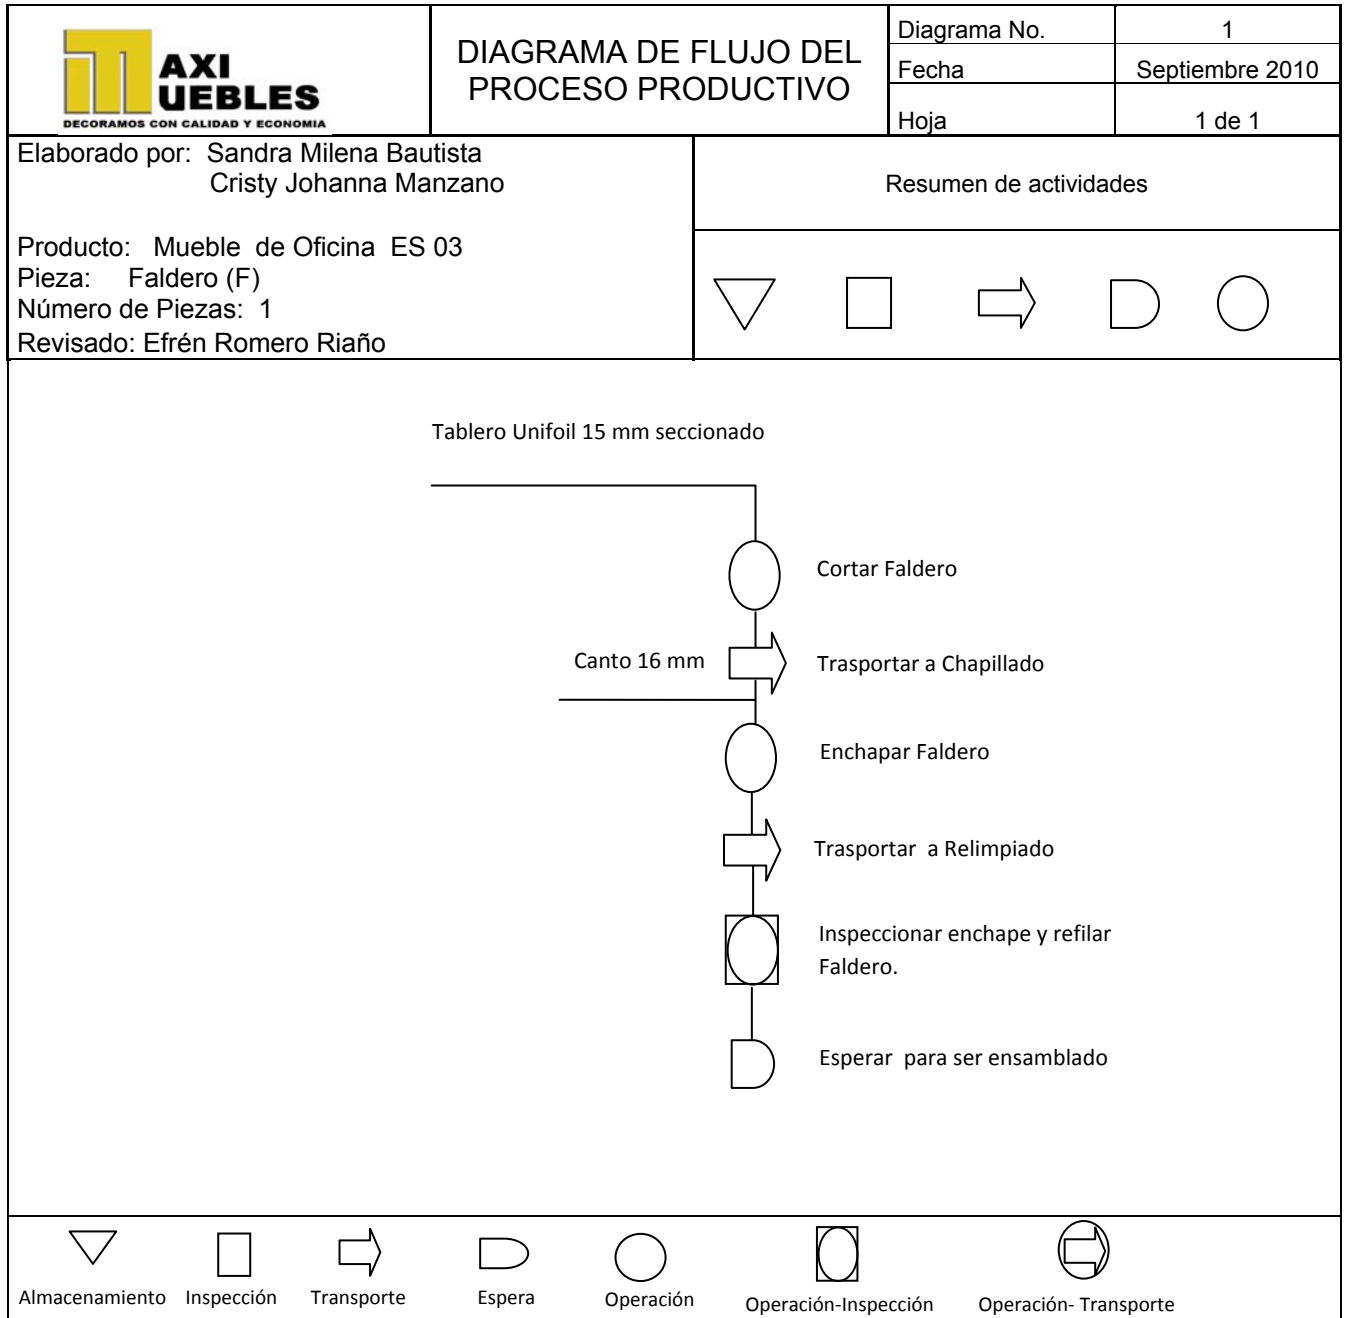 AXI
UEBLES
DECORAMOS CON CALIDAD Y ECONOMIA
DIAGRAMA DE FLUJO DEL
PROCESO PRODUCTIVO
Diagrama No. 1
Fecha Septiembre 2010
Hoja 1 de 1
Elaborado por: Sandra Milena Bautista
Cristy Johanna Manzano
Producto: Mueble de Oficina ES 03
Pieza: Faldero (F)
Número de Piezas: 1
Revisado: Efrén Romero Riaño
Resumen de actividades
Tablero Unifoil 15 mm seccionado
Cortar Faldero
Canto 16 mm
Trasportar a Chapillado
Enchapar Faldero
Trasportar a Relimpiado
Inspeccionar enchape y refilar
Faldero.
Esperar para ser ensamblado
Almacenamiento Inspección Transporte Espera Operación Operación-Inspección Operación- Transporte